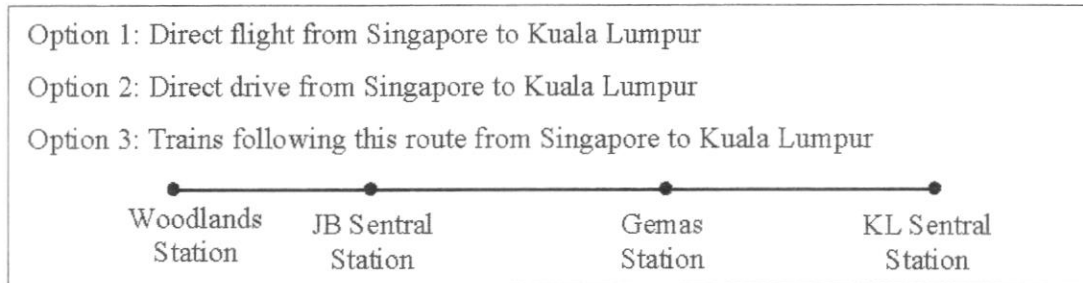 Option 1: Direct flight from Singapore to Kuala Lumpur
Option 2: Direct drive from Singapore to Kuala Lumpur
Option 3: Trains following this route from Singapore to Kuala Lumpur
Woodlands Station
JB Sentral Station
Gemas Station
KL Sentral Station